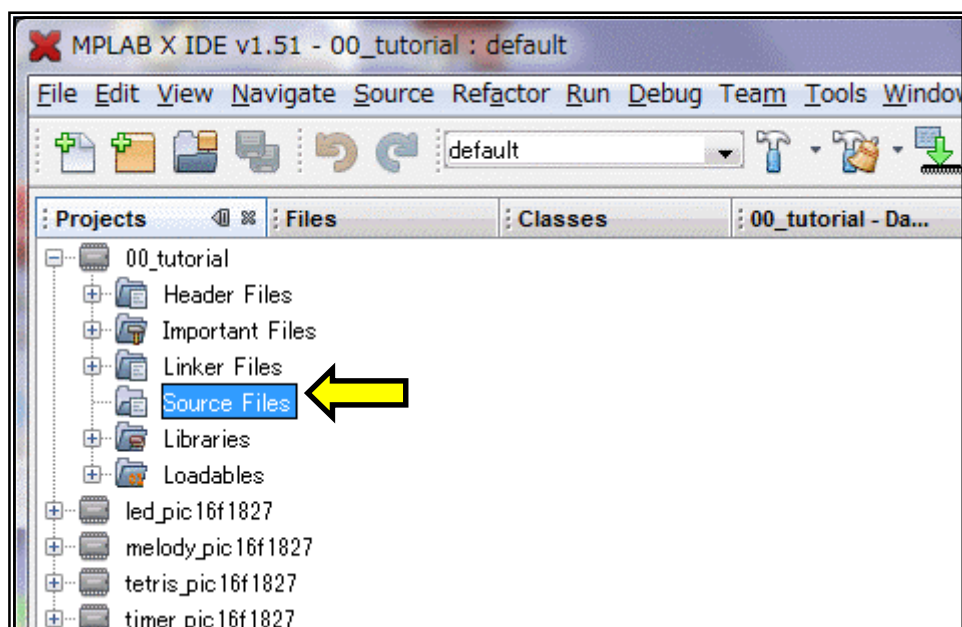 MPLAB X IDE v1.51 - 00_tutorial : default
File Edit View Navigate Source Refactor Run Debug Team Tools Window
default
Projects Files Classes 00_tutorial - Da...
00_tutorial
Header Files
Important Files
Linker Files
Source Files
Libraries
Loadables
led_pic16f1827
melody_pic16f1827
tetris_pic16f1827
timer_pic16f1827